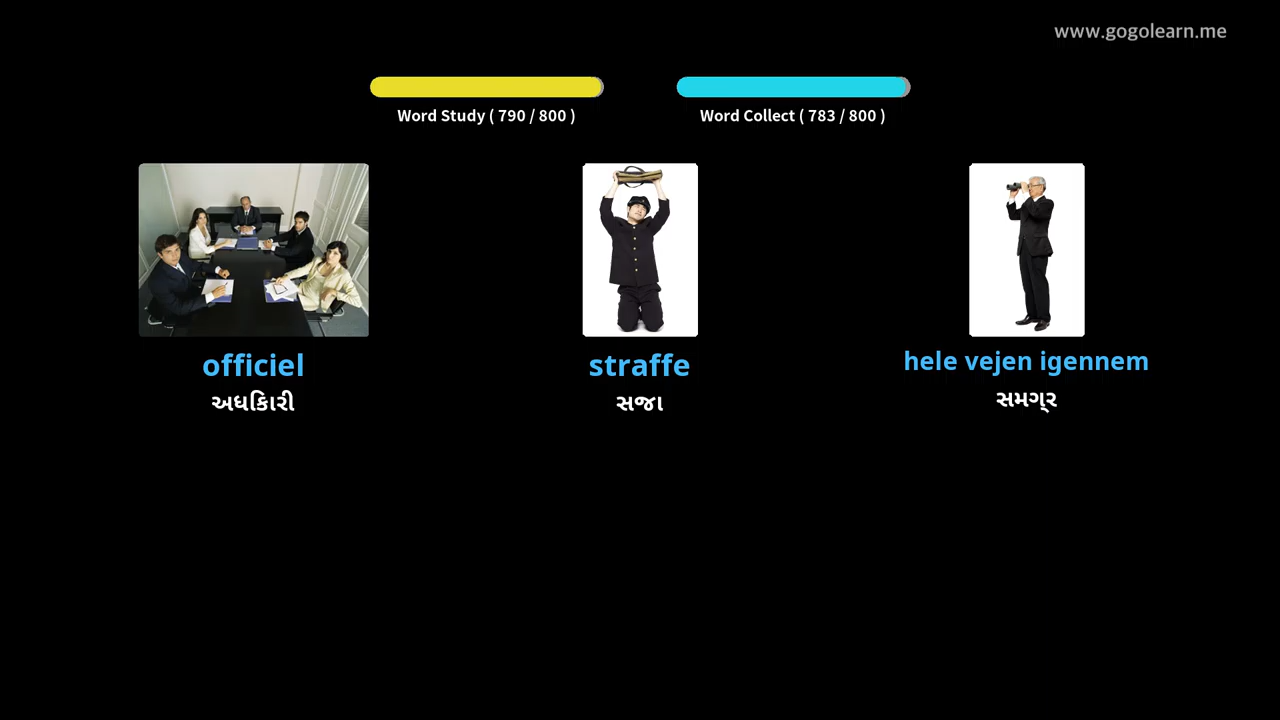 www.gogolearn.me
Word Study ( 790 / 800 )
Word Collect ( 783 / 800 )
officiel
straffe
hele vejen igennem
અધિકારી
સજા
સમગ્ર